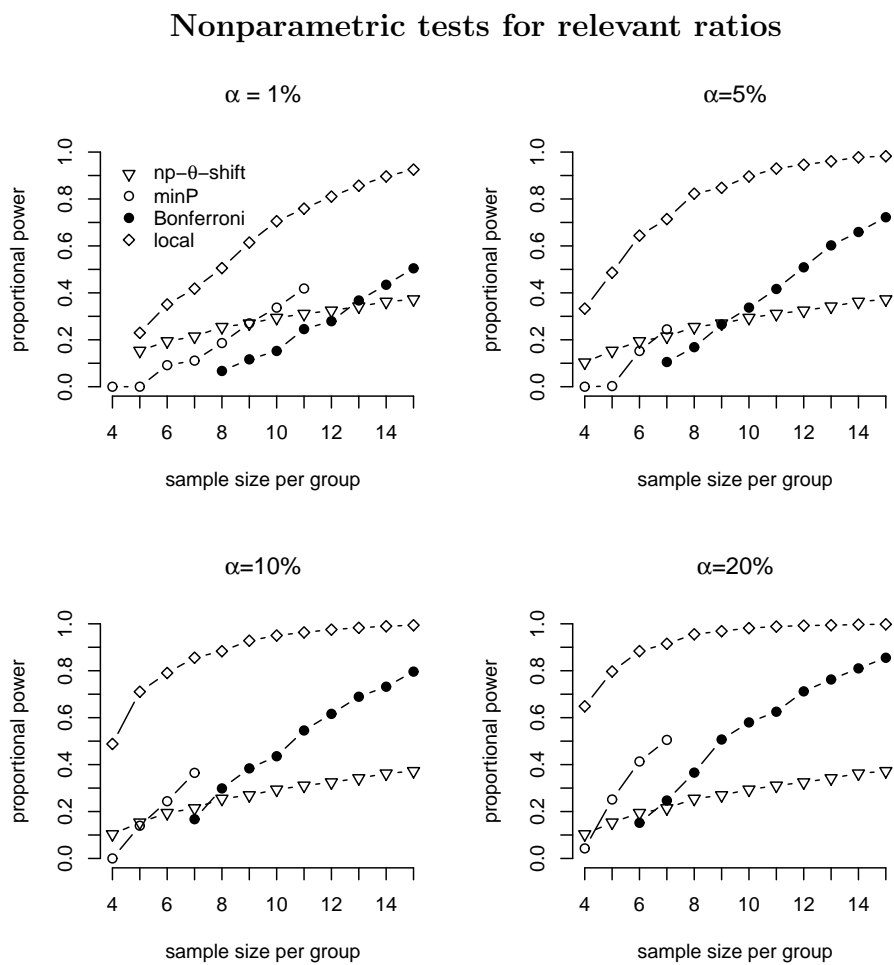 Nonparametric tests for relevant ratios
α = 1%
proportional power
0.0 0.2 0.4 0.6 0.8 1.0
np−θ−shift
minP
Bonferroni
local
4 6 8 10 12 14
sample size per group
α=5%
proportional power
0.0 0.2 0.4 0.6 0.8 1.0
4 6 8 10 12 14
sample size per group
α=10%
proportional power
0.0 0.2 0.4 0.6 0.8 1.0
4 6 8 10 12 14
sample size per group
α=20%
proportional power
0.0 0.2 0.4 0.6 0.8 1.0
4 6 8 10 12 14
sample size per group